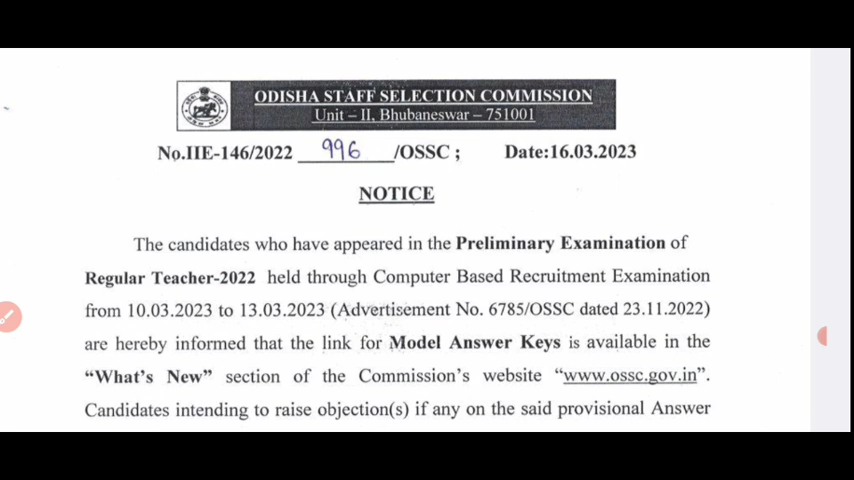 ODISHA STAFF SELECTION COMMISSION
Unit – II, Bhubaneswar – 751001
No.IIE-146/2022 996 /OSSC ; Date:16.03.2023
NOTICE
The candidates who have appeared in the Preliminary Examination of
Regular Teacher-2022 held through Computer Based Recruitment Examination
from 10.03.2023 to 13.03.2023 (Advertisement No. 6785/OSSC dated 23.11.2022)
are hereby informed that the link for Model Answer Keys is available in the
“What's New” section of the Commission's website “www.ossc.gov.in”.
Candidates intending to raise objection(s) if any on the said provisional Answer